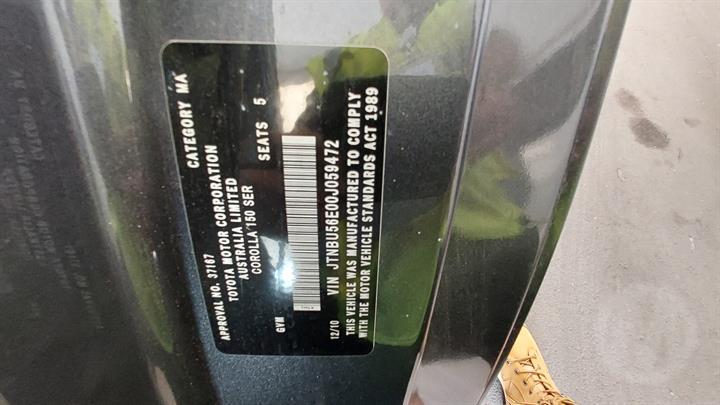 APPROVAL NO. 37167 CATEGORY MA
TOYOTA MOTOR CORPORATION
AUSTRALIA LIMITED
COROLLA 150 SER SEATS 5
GVM
12/10 VIN JTNBU56E00J059472
THIS VEHICLE WAS MANUFACTURED TO COMPLY
WITH THE MOTOR VEHICLE STANDARDS ACT 1989